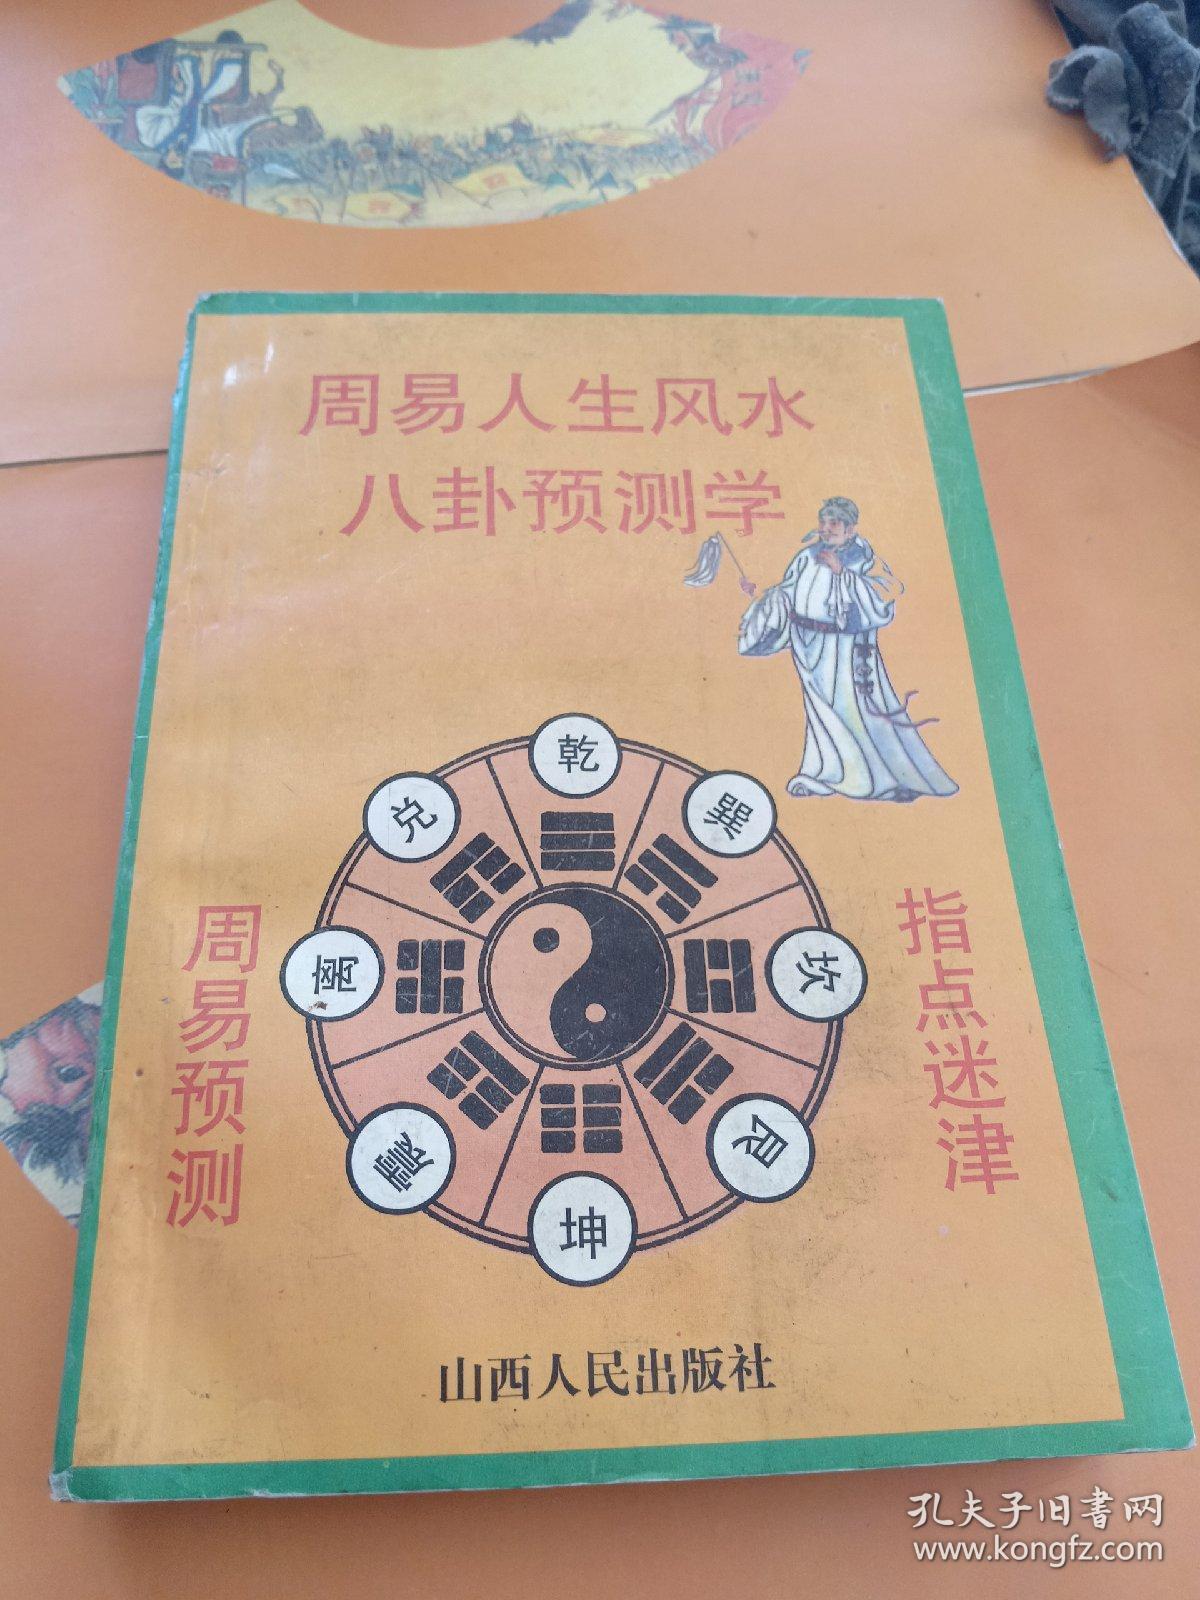 周易人生风水
八卦预测学
乾
兑
巽
离
坎
震
艮
坤
周易预测
指点迷津
山西人民出版社
孔夫子旧书网
www.kongfz.com